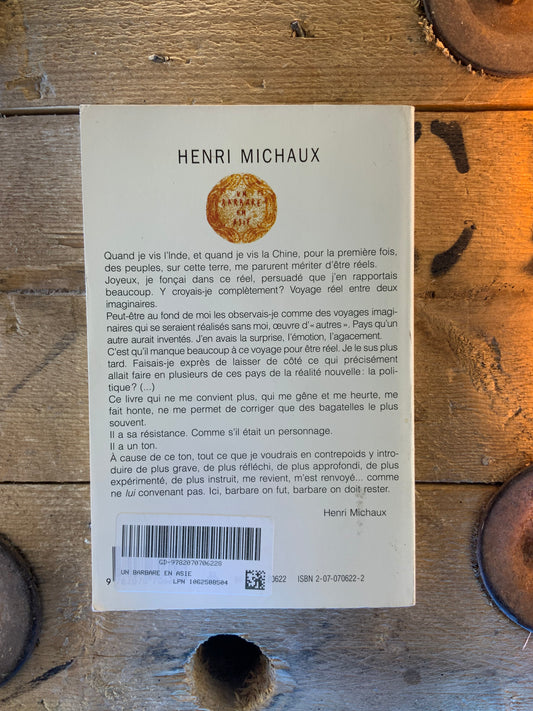 HENRI MICHAUX
UN
BARBARE
EN
ASIE
Quand je vis l'Inde, et quand je vis la Chine, pour la première fois,
des peuples, sur cette terre, me parurent mériter d'être réels.
Joyeux, je fonçai dans ce réel, persuadé que j'en rapportais
beaucoup. Y croyais-je complètement? Voyage réel entre deux
imaginaires.
Peut-être au fond de moi les observais-je comme des voyages imagi-
naires qui se seraient réalisés sans moi, œuvre d'« autres ». Pays qu'un
autre aurait inventés. J'en avais la surprise, l'émotion, l'agacement.
C'est qu'il manque beaucoup à ce voyage pour être réel. Je le sus plus
tard. Faisais-je exprès de laisser de côté ce qui précisément
allait faire en plusieurs de ces pays de la réalité nouvelle : la poli-
tique? (...)
Ce livre qui ne me convient plus, qui me gêne et me heurte, me
fait honte, ne me permet de corriger que des bagatelles le plus
souvent.
Il a sa résistance. Comme s'il était un personnage.
Il a un ton.
À cause de ce ton, tout ce que je voudrais en contrepoids y intro-
duire de plus grave, de plus réfléchi, de plus approfondi, de plus
expérimenté, de plus instruit, me revient, m'est renvoyé... comme
ne lui convenant pas. Ici, barbare on fut, barbare on doit rester.
Henri Michaux
GD-9782070706228
UN BARBARE EN ASIE
LPN 1062508504
9
0622 ISBN 2-07-070622-2